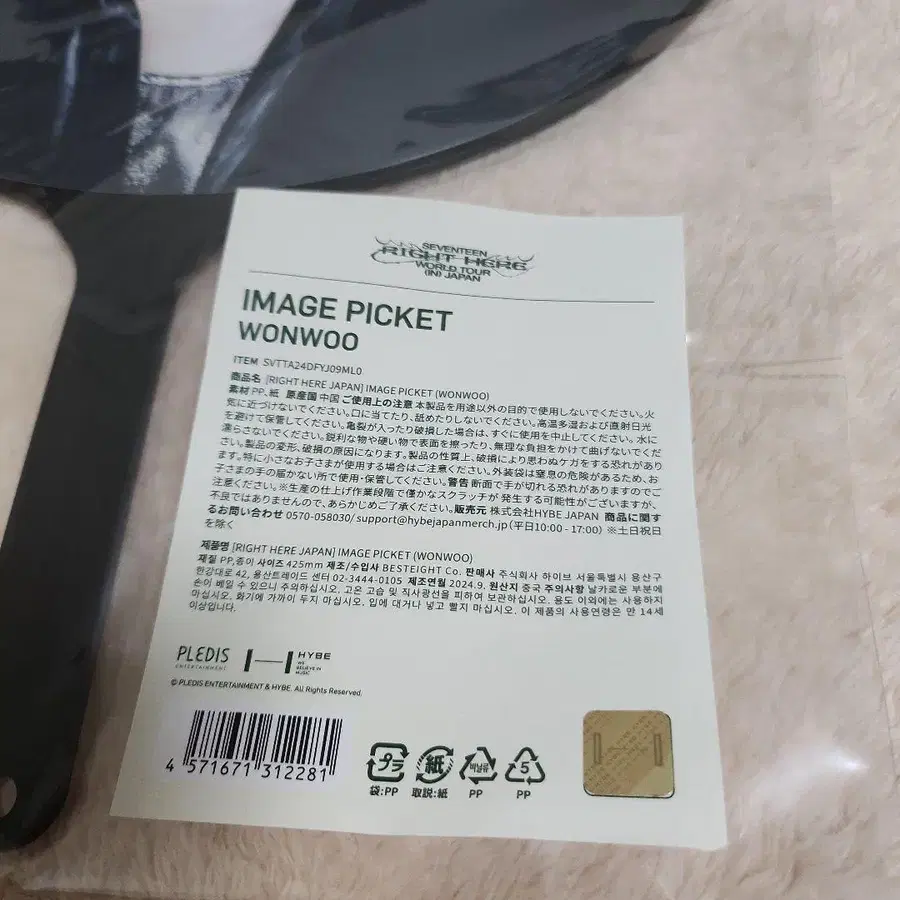 SEVENTEEN
RIGHT HERE
WORLD TOUR
(IN) JAPAN
IMAGE PICKET
WONWOO
ITEM SVTTA24DFYJ09ML0
商品名 [RIGHT HERE JAPAN] IMAGE PICKET (WONWOO)
素材 PP、紙 原産国 中国 ご使用上の注意 本製品を用途以外の目的で使用しないでください。火
気に近づけないでください。口に当てたり、舐めたりしないでください。高温多湿および直射日光
を避けて保管してください。亀裂が入ったり破損した場合は、すぐに使用を中止してください。水に
濡らさないでください。鋭利な物や硬い物で表面を擦ったり、無理な負担をかけて曲げないでくだ
さい。製品の変形、破損の原因になります。製品の性質上、破損により思わぬケガをする恐れがあり
ます。特に小さなお子さまが使用する場合はご注意ください。外装袋は窒息の危険があるため、お
子さまの手の届かない所で使用・保管してください。警告 断面で手が切れる恐れがありますのでご
注意ください。※生産の仕上げ作業段階で僅かなスクラッチが 発生する可能性がございますが、
不良ではありませんので、あらかじめご了承ください。販売元 株式会社HYBE JAPAN 商品に関す
るお問い合わせ 0570-058030/ support@hybejapanmerch.jp (平日10:00 - 17:00) ※土日祝日
を除く
제품명 [RIGHT HERE JAPAN] IMAGE PICKET (WONWOO)
재질 PP,종이 사이즈 425mm 제조/수입사 BESTEIGHT Co. 판매사 주식회사 하이브 서울특별시 용산구
한강대로 42, 용산트레이드 센터 02-3444-0105 제조연월 2024.9. 원산지 중국 주의사항 날카로운 부분에
손이 베일 수 있으니 주의하십시오. 고온 고습 및 직사광선을 피하여 보관하십시오. 용도 이외에는 사용하지
마십시오. 화기에 가까이 두지 마십시오. 입에 대거나 넣고 빨지 마십시오. 이 제품의 사용연령은 만 14세
이상입니다.
PLEDIS
ENTERTAINMENT
HYBE
WE
BELIEVE IN
MUSIC
© PLEDIS ENTERTAINMENT & HYBE. All Rights Reserved.
4 571671 312281
プラ
袋:PP
紙
取説:紙
PP
5
PP